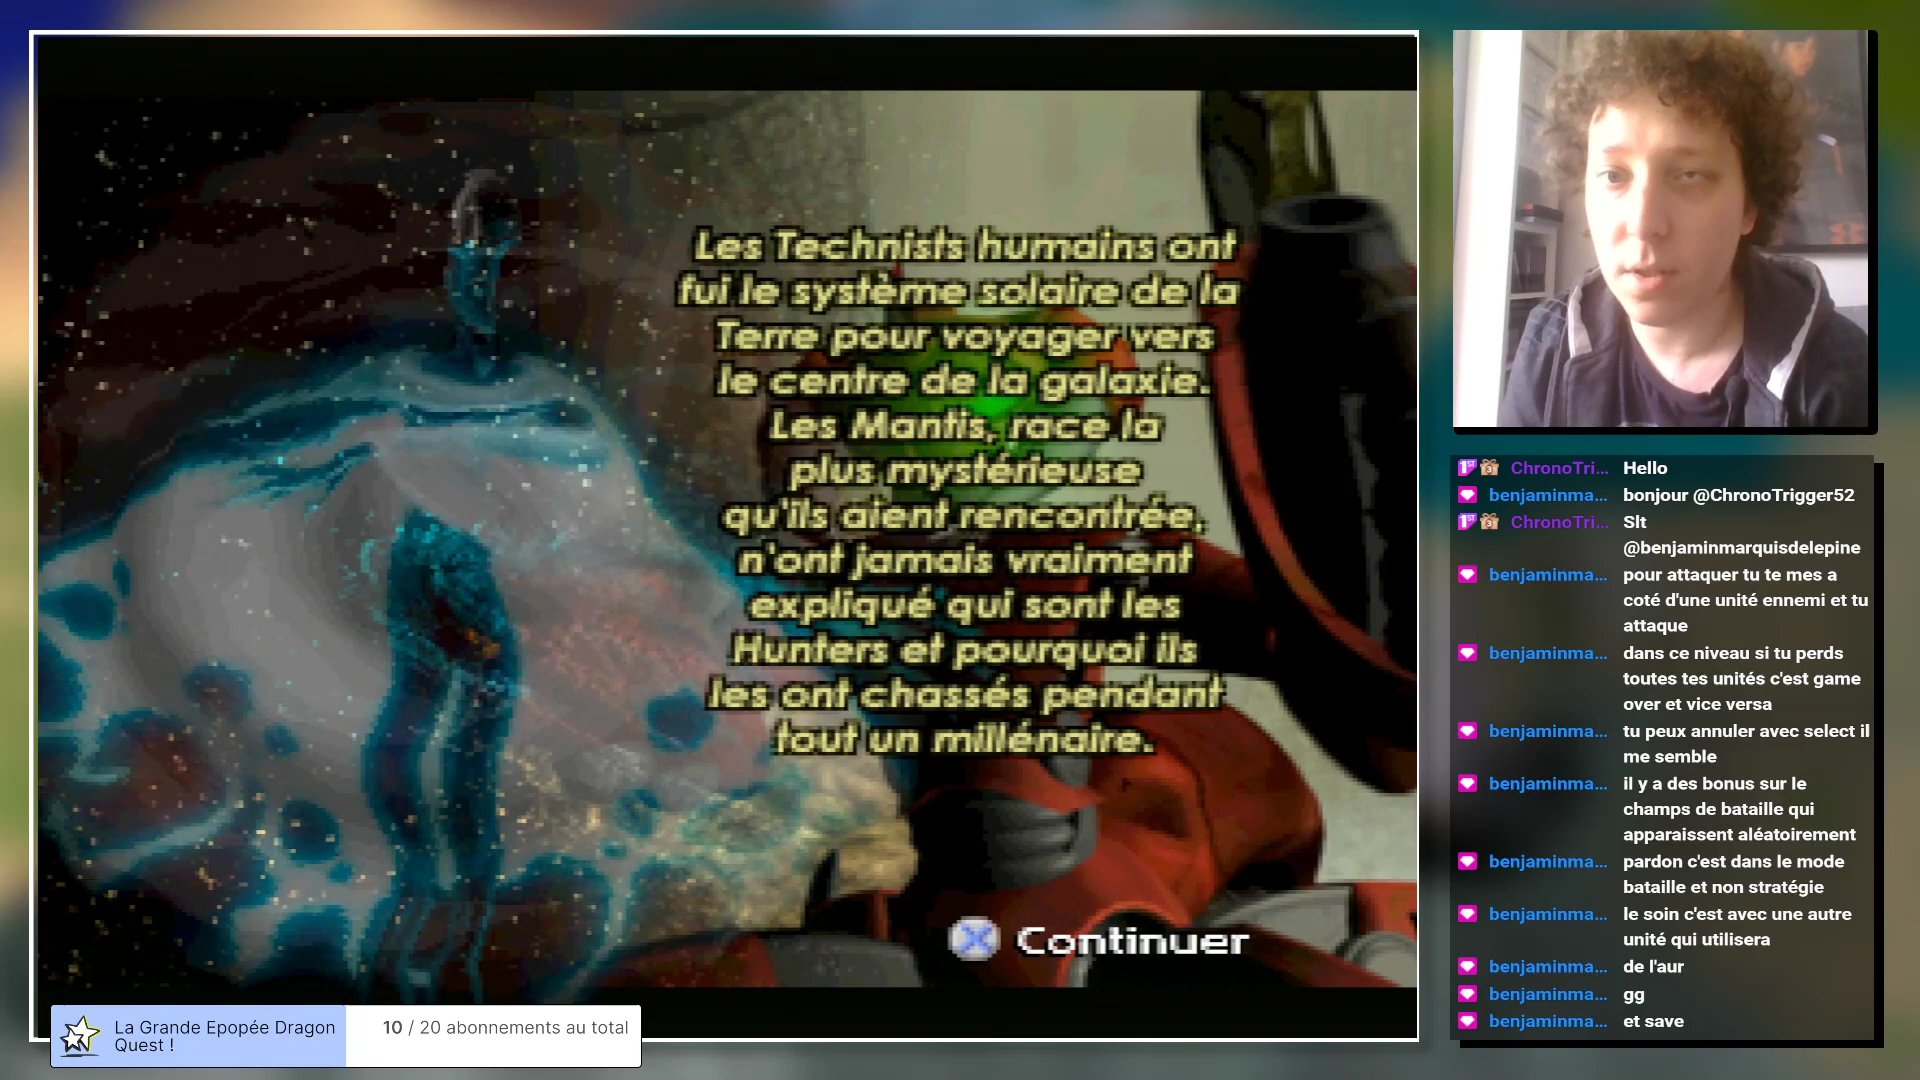 Les Technists humains ont
fui le système solaire de la
Terre pour voyager vers
le centre de la galaxie.
Les Mantis, race la
plus mystérieuse
qu'ils aient rencontrée,
n'ont jamais vraiment
expliqué qui sont les
Hunters et pourquoi ils
les ont chassés pendant
tout un millénaire.
Continuer
La Grande Epopée Dragon
Quest !
10 / 20 abonnements au total
ChronoTri... Hello
benjaminma... bonjour @ChronoTrigger52
ChronoTri... Slt
@benjaminmarquisdelepine
benjaminma... pour attaquer tu te mes a
coté d'une unité ennemi et tu
attaque
benjaminma... dans ce niveau si tu perds
toutes tes unités c'est game
over et vice versa
benjaminma... tu peux annuler avec select il
me semble
benjaminma... il y a des bonus sur le
champs de bataille qui
apparaissent aléatoirement
benjaminma... pardon c'est dans le mode
bataille et non stratégie
benjaminma... le soin c'est avec une autre
unité qui utilisera
benjaminma... de l'aur
benjaminma... gg
benjaminma... et save